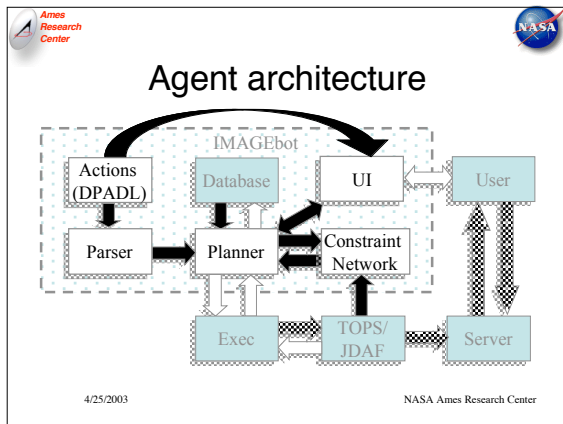 Ames
Research
Center
NASA
Agent architecture
IMAGEbot
Actions
(DPADL)
Database
UI
User
Parser
Planner
Constraint
Network
Exec
TOPS/
JDAF
Server
4/25/2003
NASA Ames Research Center